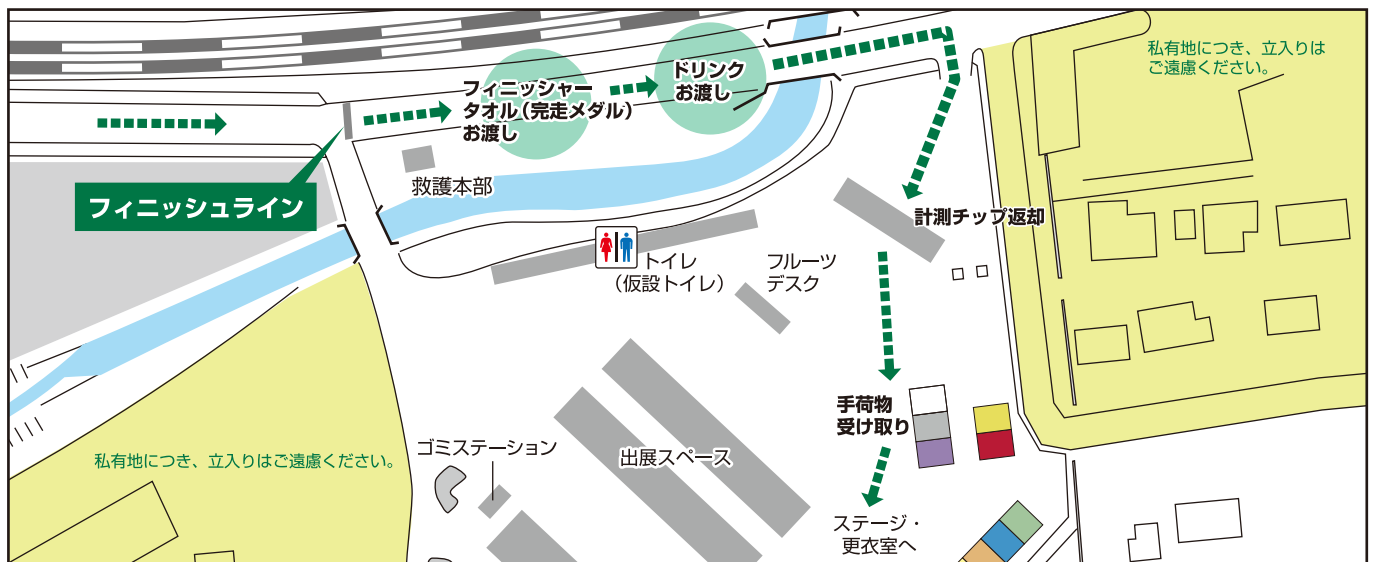 私有地につき、立入りは
ご遠慮ください。
フィニッシャー
タオル（完走メダル）
お渡し
ドリンク
お渡し
救護本部
フィニッシュライン
計測チップ返却
トイレ
（仮設トイレ）
フルーツ
デスク
手荷物
受け取り
ゴミステーション
出展スペース
私有地につき、立入りはご遠慮ください。
ステージ・
更衣室へ